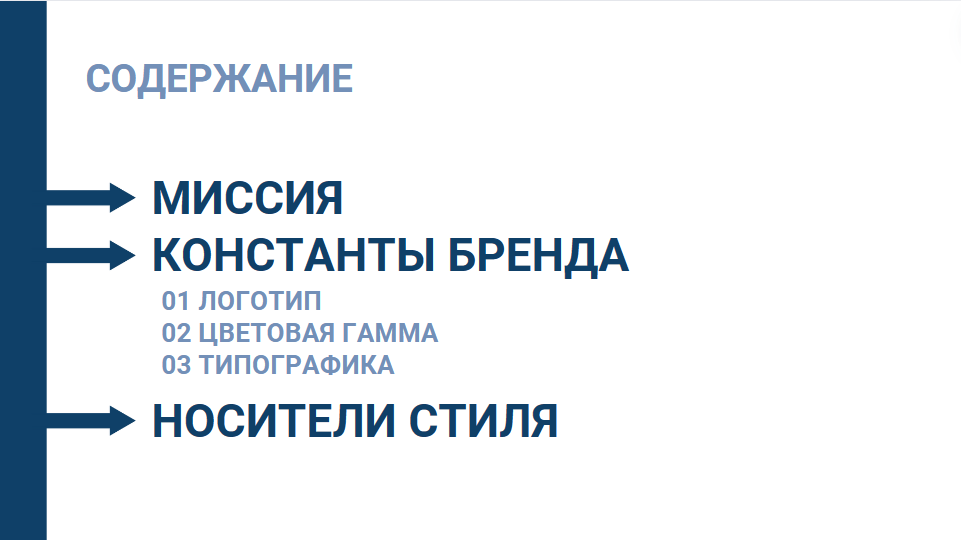 СОДЕРЖАНИЕ
МИССИЯ
КОНСТАНТЫ БРЕНДА
01 ЛОГОТИП
02 ЦВЕТОВАЯ ГАММА
03 ТИПОГРАФИКА
НОСИТЕЛИ СТИЛЯ